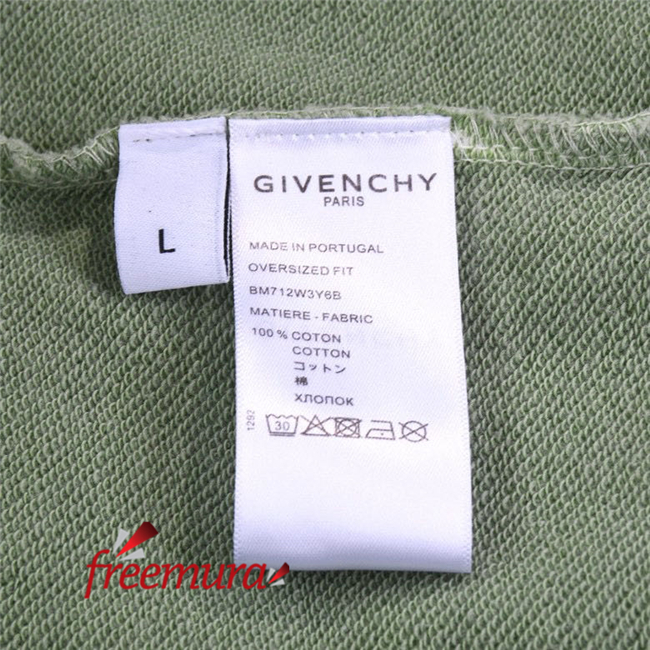 L
GIVENCHY
PARIS
MADE IN PORTUGAL
OVERSIZED FIT
BM712W3Y6B
MATIERE - FABRIC
100 % COTON
COTTON
コットン
棉
ХЛОПОК
1292
30
freemura